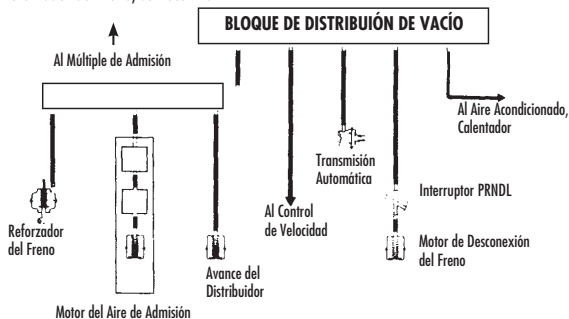 BLOQUE DE DISTRIBUIÓN DE VACÍO
Al Múltiple de Admisión
Al Aire Acondicionado,
Calentador
Transmisión
Automática
Interruptor PRNDL
Al Control
de Velocidad
Reforzador
del Freno
Motor de Desconexión
del Freno
Avance del
Distribuidor
Motor del Aire de Admisión